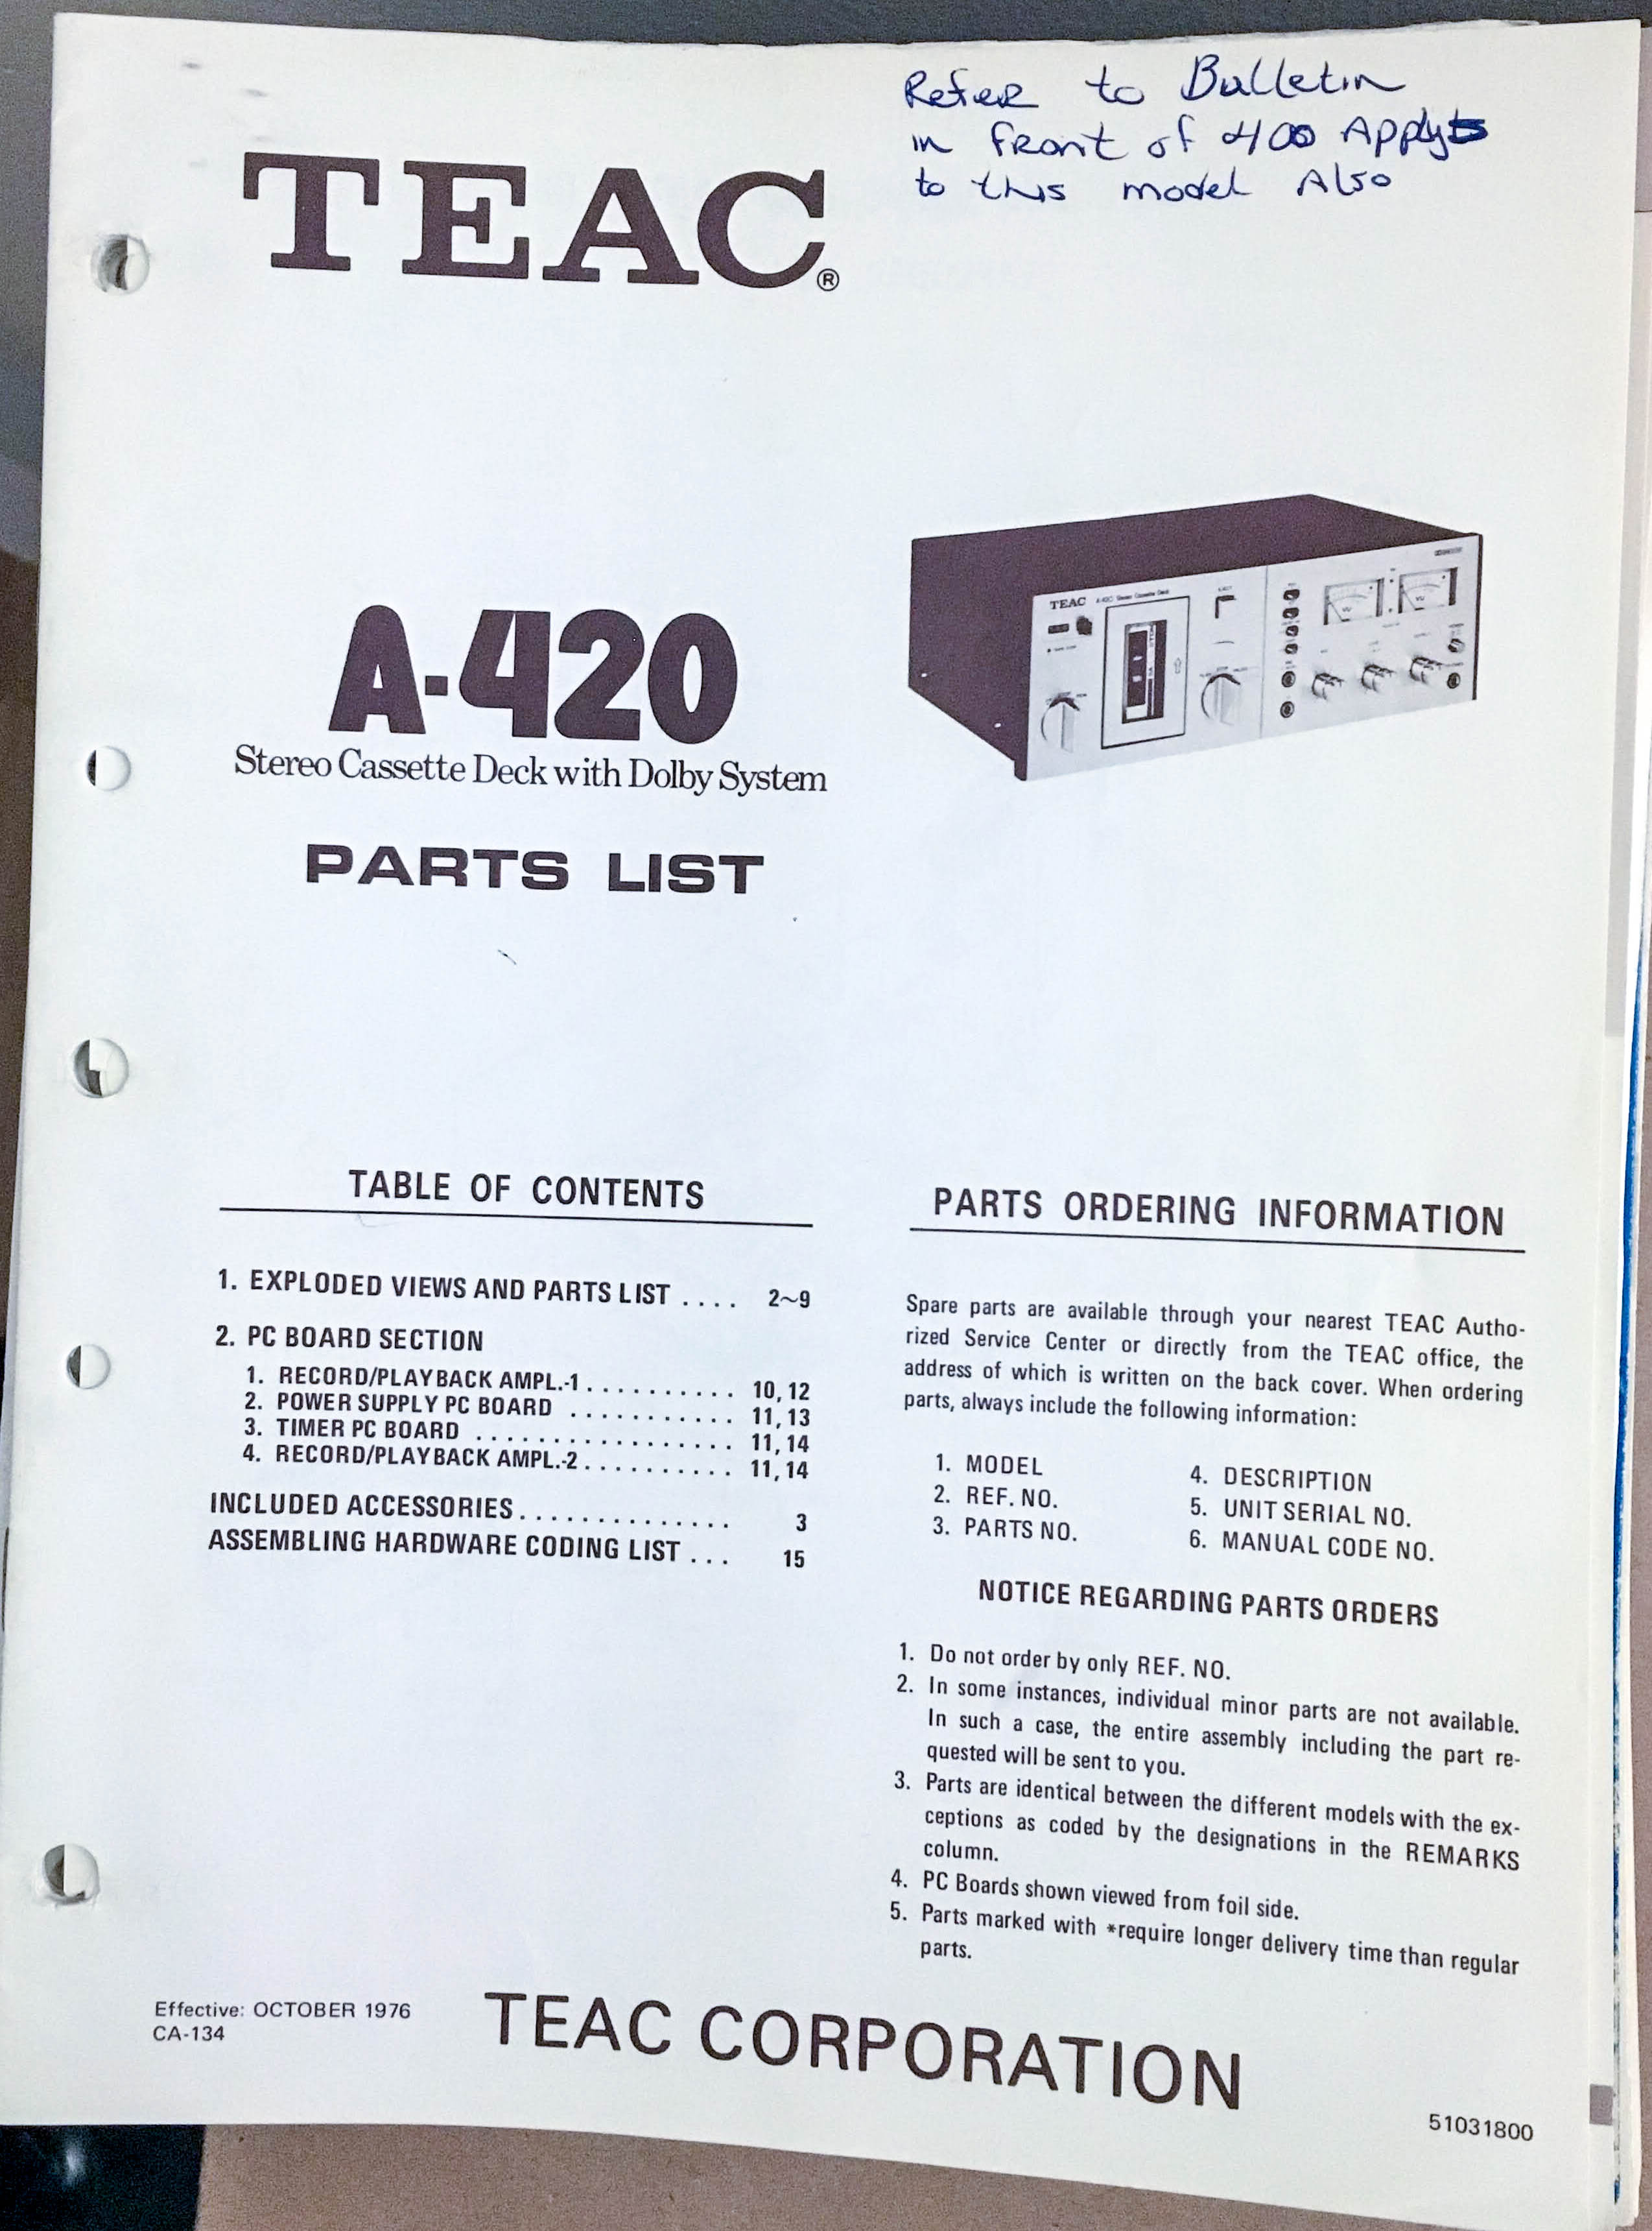 Refer to Bulletin
in front of 400 Applys
to this model Also
TEAC®
A-420
Stereo Cassette Deck with Dolby System
PARTS LIST
TEAC A-420 Stereo Cassette Deck
VU VU
TABLE OF CONTENTS
1. EXPLODED VIEWS AND PARTS LIST .... 2~9
2. PC BOARD SECTION
1. RECORD/PLAYBACK AMPL.-1.......... 10, 12
2. POWER SUPPLY PC BOARD ........... 11, 13
3. TIMER PC BOARD ................. 11, 14
4. RECORD/PLAYBACK AMPL.-2.......... 11, 14
INCLUDED ACCESSORIES.............. 3
ASSEMBLING HARDWARE CODING LIST ... 15
PARTS ORDERING INFORMATION
Spare parts are available through your nearest TEAC Autho-
rized Service Center or directly from the TEAC office, the
address of which is written on the back cover. When ordering
parts, always include the following information:
1. MODEL
2. REF. NO.
3. PARTS NO.
4. DESCRIPTION
5. UNIT SERIAL NO.
6. MANUAL CODE NO.
NOTICE REGARDING PARTS ORDERS
1. Do not order by only REF. NO.
2. In some instances, individual minor parts are not available.
In such a case, the entire assembly including the part re-
quested will be sent to you.
3. Parts are identical between the different models with the ex-
ceptions as coded by the designations in the REMARKS
column.
4. PC Boards shown viewed from foil side.
5. Parts marked with *require longer delivery time than regular
parts.
Effective: OCTOBER 1976
CA-134
TEAC CORPORATION
51031800